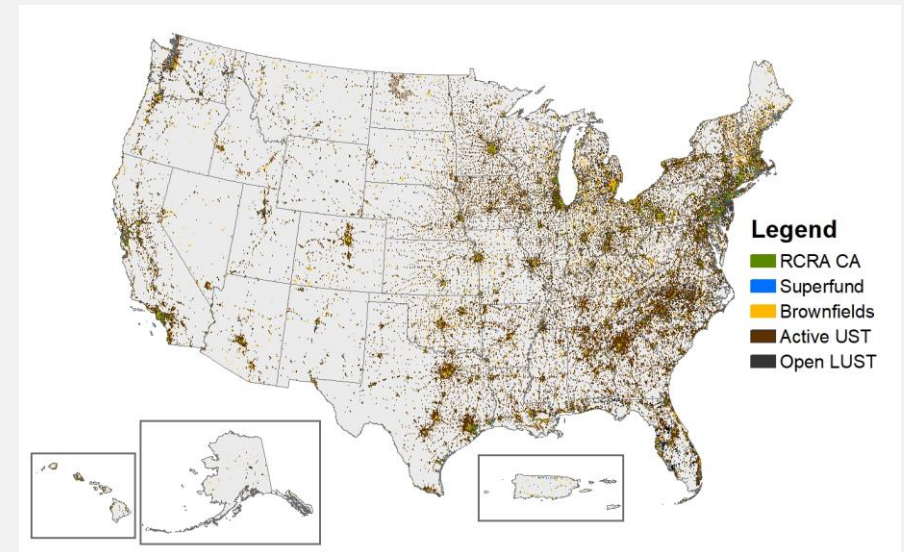 Legend
RCRA CA
Superfund
Brownfields
Active UST
Open LUST